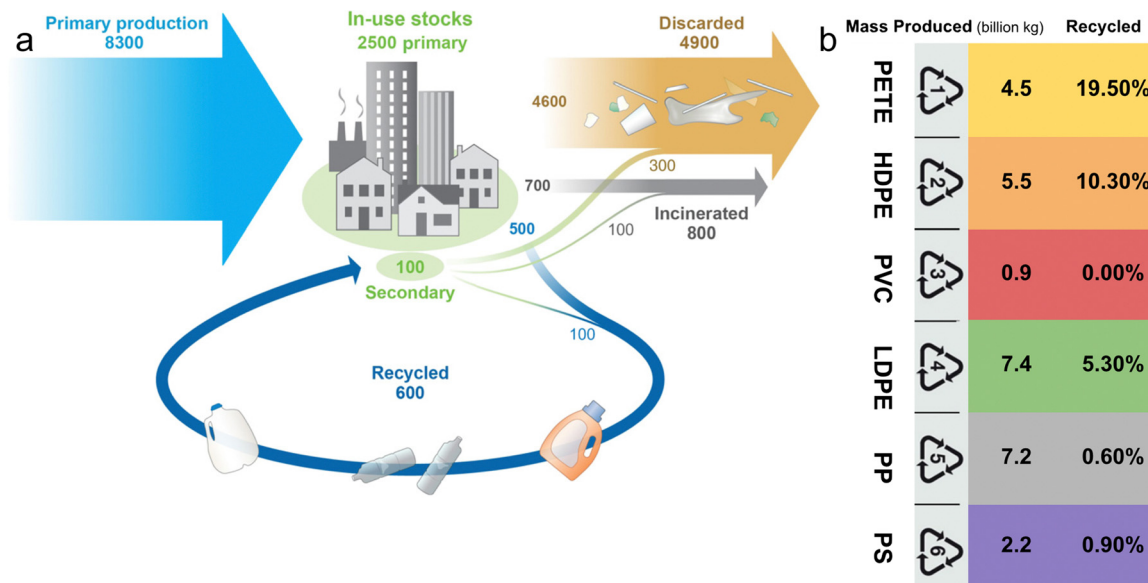 a
Primary production
8300
In-use stocks
2500 primary
Discarded
4900
4600
300
700
Incinerated
800
500
100
100
Secondary
100
Recycled
600
b
Mass Produced (billion kg) Recycled
PETE 1 4.5 19.50%
HDPE 2 5.5 10.30%
PVC 3 0.9 0.00%
LDPE 4 7.4 5.30%
PP 5 7.2 0.60%
PS 6 2.2 0.90%